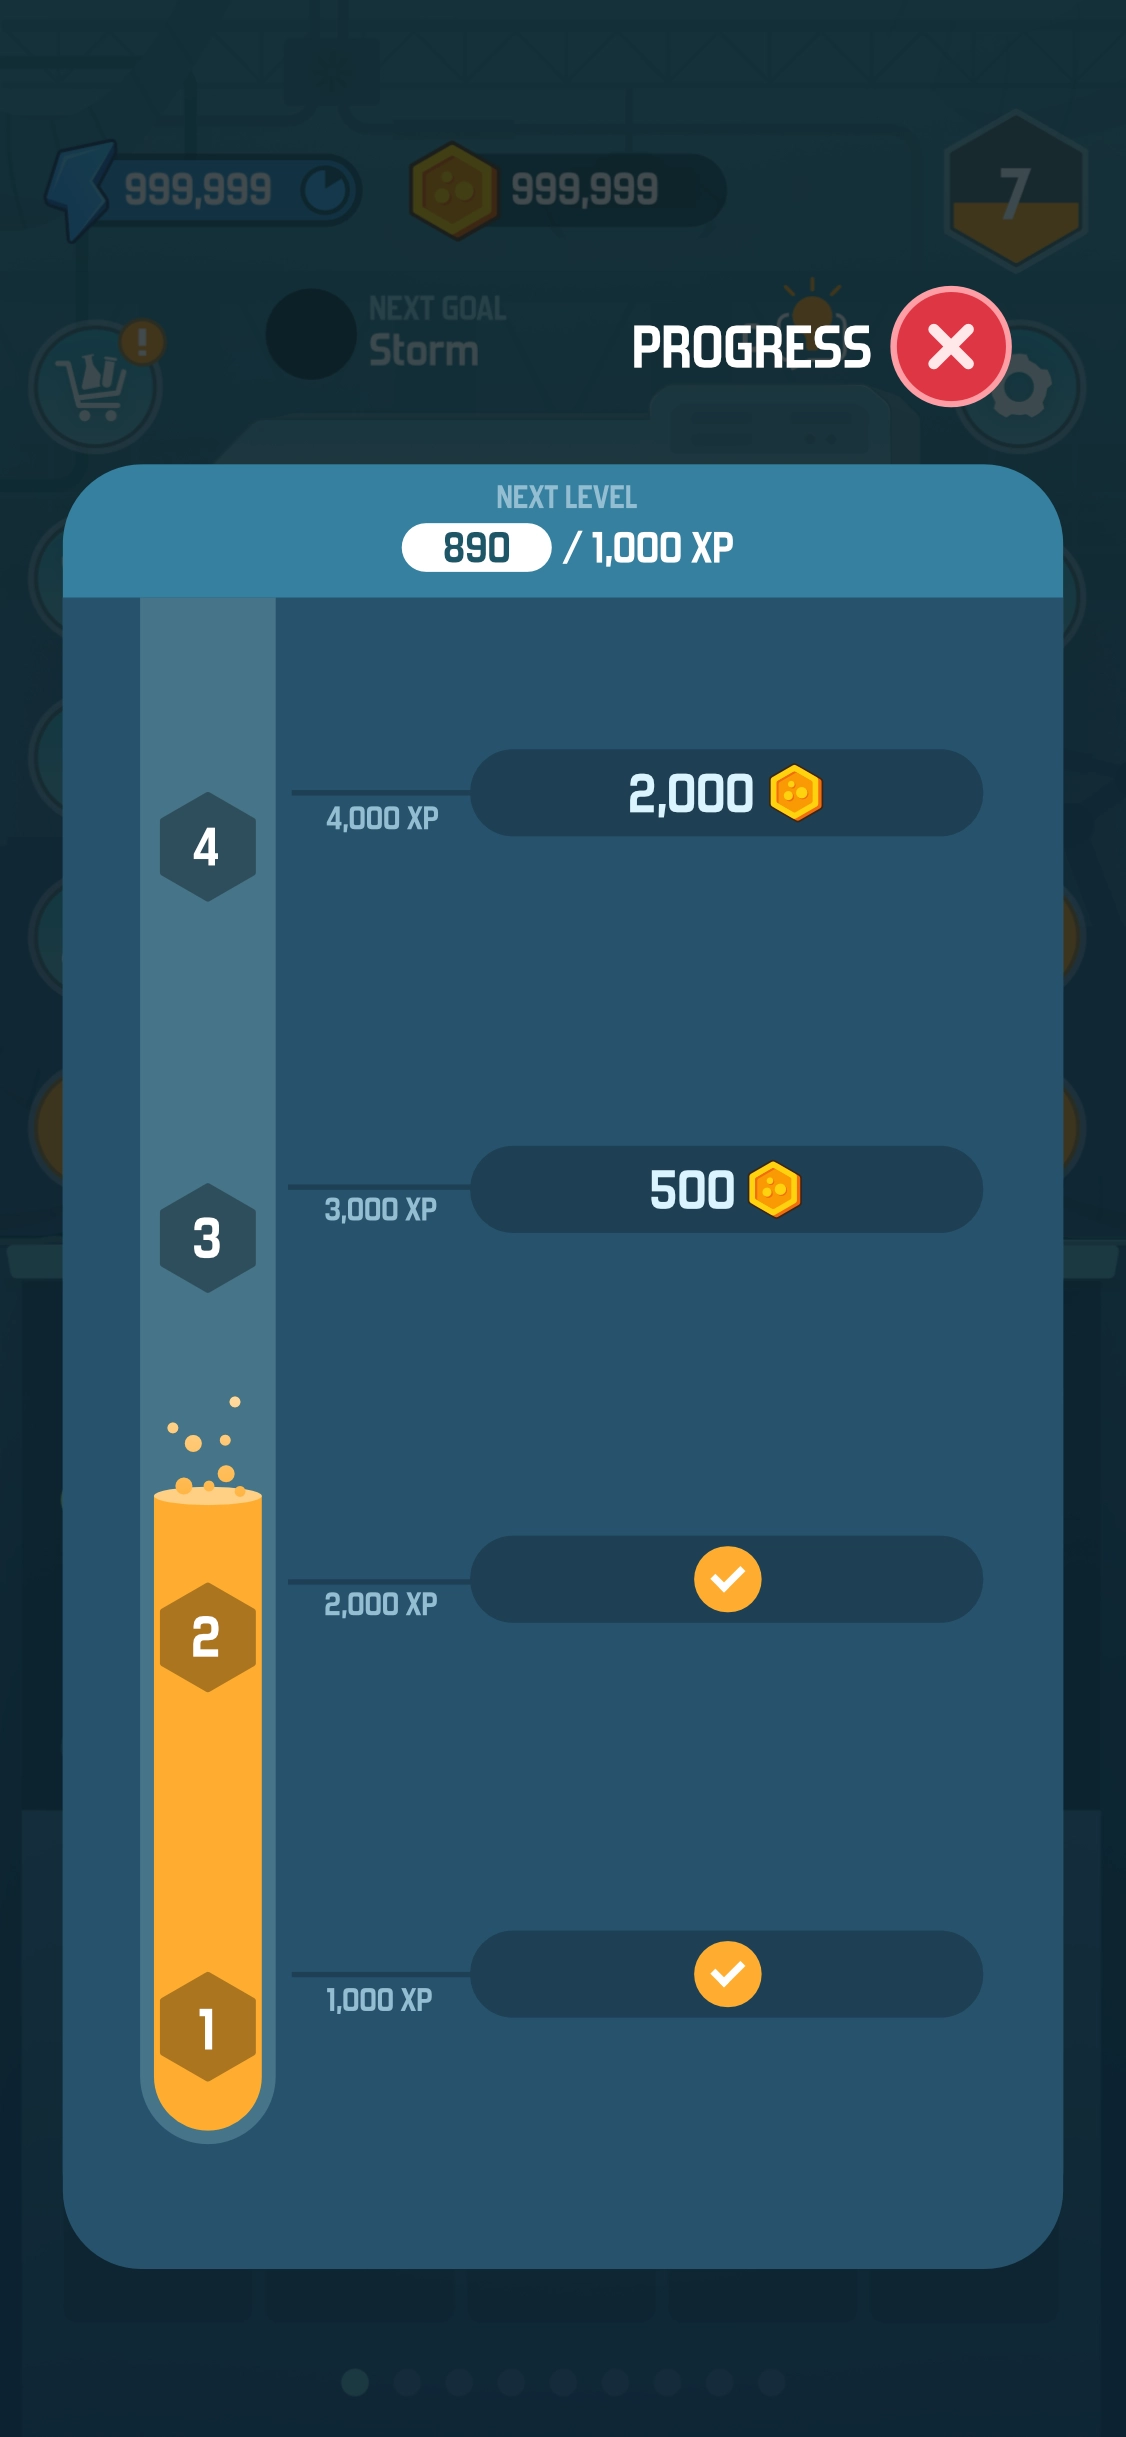 999,999
999,999
7
NEXT GOAL
Storm
!
PROGRESS
NEXT LEVEL
890 / 1,000 XP
2,000
4,000 XP
4
500
3,000 XP
3
2,000 XP
2
1,000 XP
1